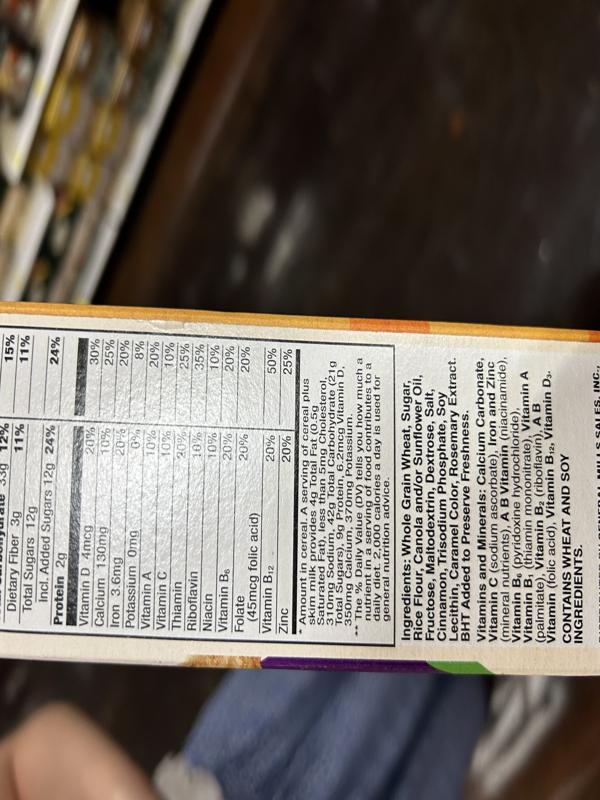 Carbohydrate 33g 12% 15%
Dietary Fiber 3g 11% 11%
Total Sugars 12g
Incl. Added Sugars 12g 24% 24%
Protein 2g
Vitamin D 4mcg 20% 30%
Calcium 130mg 10% 25%
Iron 3.6mg 20% 20%
Potassium 0mg 0% 8%
Vitamin A 10% 20%
Vitamin C 10% 10%
Thiamin 20% 25%
Riboflavin 10% 35%
Niacin 10% 10%
Vitamin B6 20% 20%
Folate 20% 20%
(45mcg folic acid)
Vitamin B12 20% 50%
Zinc 20% 25%
* Amount in cereal. A serving of cereal plus
skim milk provides 4g Total Fat (0.5g
Saturated Fat), less than 5mg Cholesterol,
310mg Sodium, 42g Total Carbohydrate (21g
Total Sugars), 9g Protein, 6.2mcg Vitamin D,
350mg Calcium, 370mg Potassium.
** The % Daily Value (DV) tells you how much a
nutrient in a serving of food contributes to a
daily diet. 2,000 calories a day is used for
general nutrition advice.
Ingredients: Whole Grain Wheat, Sugar,
Rice Flour, Canola and/or Sunflower Oil,
Fructose, Maltodextrin, Dextrose, Salt,
Cinnamon, Trisodium Phosphate, Soy
Lecithin, Caramel Color, Rosemary Extract.
BHT Added to Preserve Freshness.
Vitamins and Minerals: Calcium Carbonate,
Vitamin C (sodium ascorbate), Iron and Zinc
(mineral nutrients), A B Vitamin (niacinamide),
Vitamin B6 (pyridoxine hydrochloride),
Vitamin B1 (thiamin mononitrate), Vitamin A
(palmitate), Vitamin B2 (riboflavin), A B
Vitamin (folic acid), Vitamin B12, Vitamin D3.
CONTAINS WHEAT AND SOY
INGREDIENTS.
GENERAL MILLS SALES, INC.,